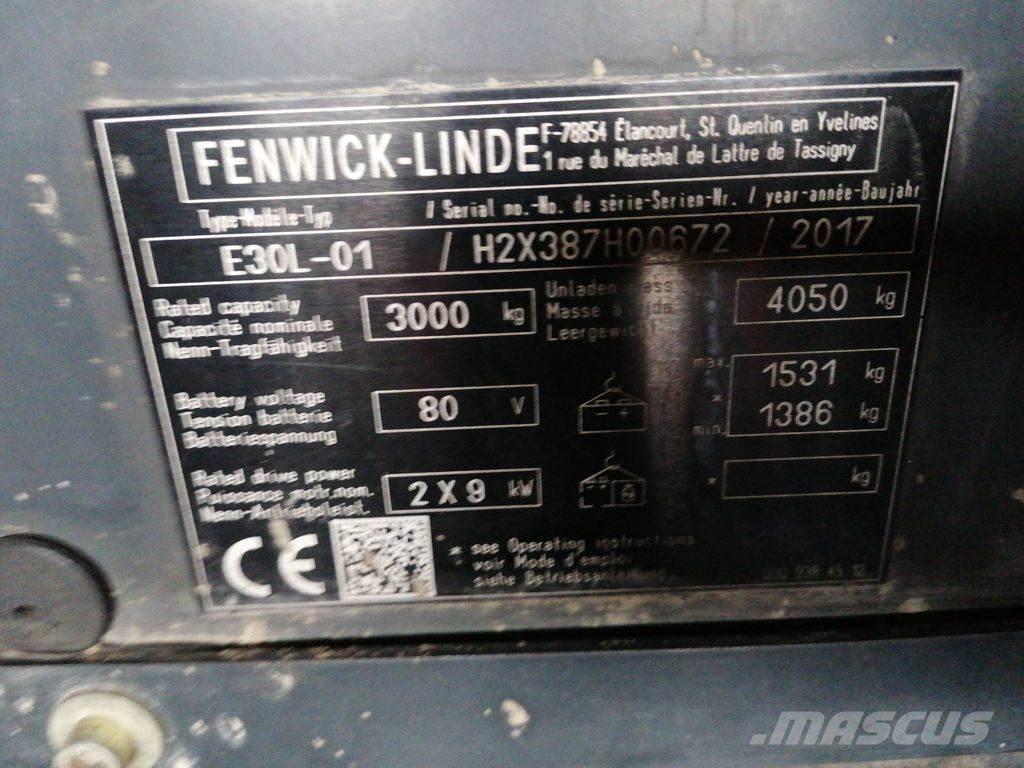 FENWICK-LINDE
F-78854 Élancourt, St. Quentin en Yvelines
1 rue du Maréchal de Lattre de Tassigny
Type-Modèle-Typ / Serial no.-No. de série-Serien-Nr. / year-année-Baujahr
E30L-01 / H2X387H00672 / 2017
Rated capacity
Capacité nominale
Nenn-Tragfähigkeit
3000 kg
Unladen mass
Masse à
Leergewicht
4050 kg
Battery voltage
Tension batterie
Batteriespannung
80 V
- +
max. 1531 kg
*
min. 1386 kg
Rated drive power
Puissance motr.nom.
Nenn-Antriebsleist.
2 X 9 kW
* kg
CE
* see Operating instructions
voir Mode d'emploi
siehe Betriebsanleitung
000 938 45 12
.MASCUS